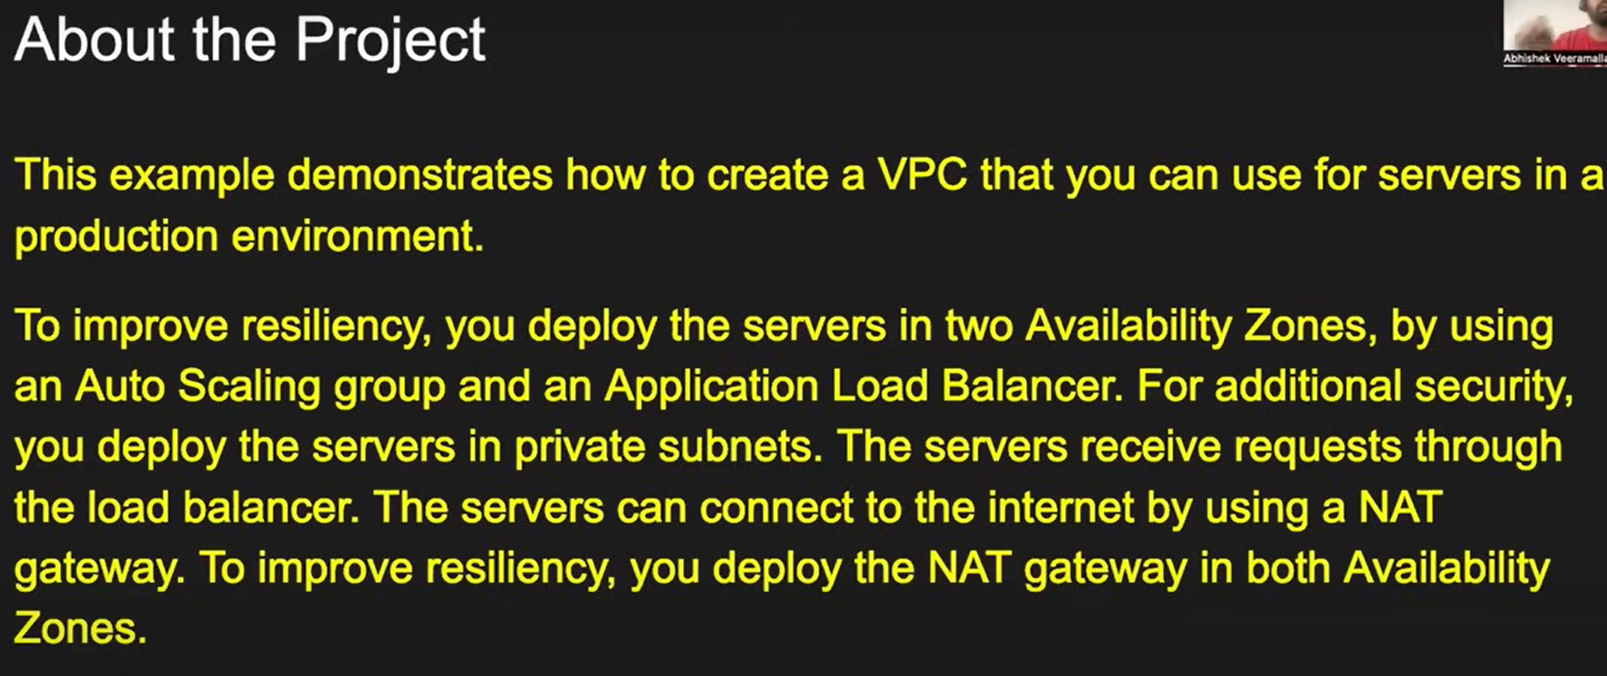 About the Project
Abhishek Veeramalla
This example demonstrates how to create a VPC that you can use for servers in a
production environment.
To improve resiliency, you deploy the servers in two Availability Zones, by using
an Auto Scaling group and an Application Load Balancer. For additional security,
you deploy the servers in private subnets. The servers receive requests through
the load balancer. The servers can connect to the internet by using a NAT
gateway. To improve resiliency, you deploy the NAT gateway in both Availability
Zones.